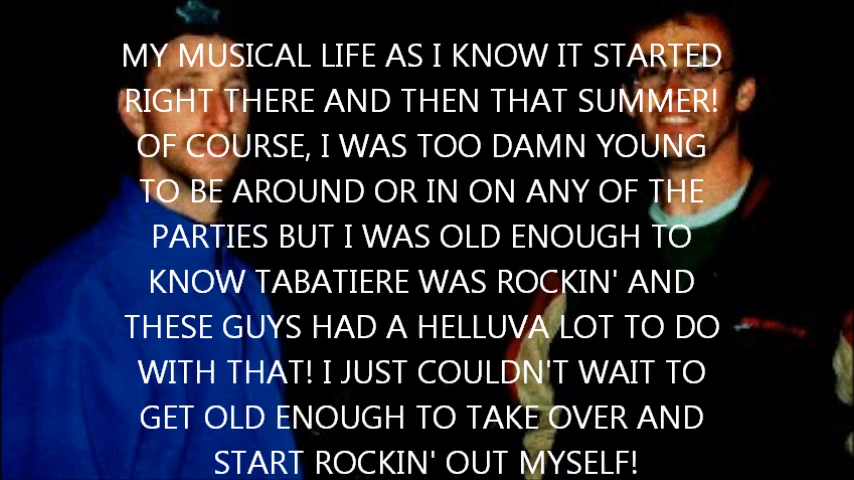 MY MUSICAL LIFE AS I KNOW IT STARTED
RIGHT THERE AND THEN THAT SUMMER!
OF COURSE, I WAS TOO DAMN YOUNG
TO BE AROUND OR IN ON ANY OF THE
PARTIES BUT I WAS OLD ENOUGH TO
KNOW TABATIERE WAS ROCKIN' AND
THESE GUYS HAD A HELLUVA LOT TO DO
WITH THAT! I JUST COULDN'T WAIT TO
GET OLD ENOUGH TO TAKE OVER AND
START ROCKIN' OUT MYSELF!